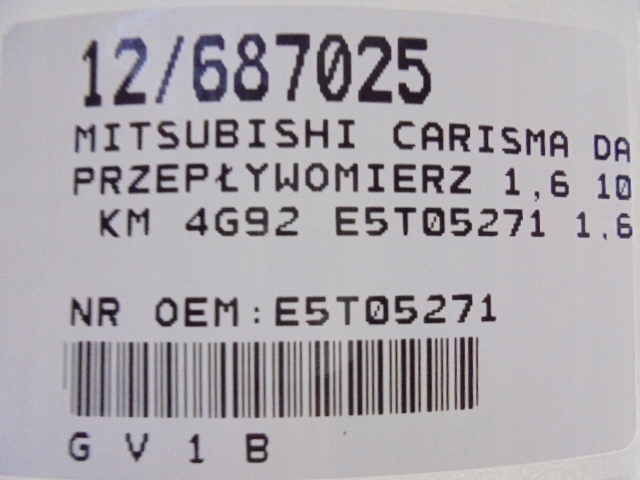 12/687025
MITSUBISHI CARISMA DA
PRZEPŁYWOMIERZ 1,6 10
KM 4G92 E5T05271 1.6
NR OEM:E5T05271
G V 1 B